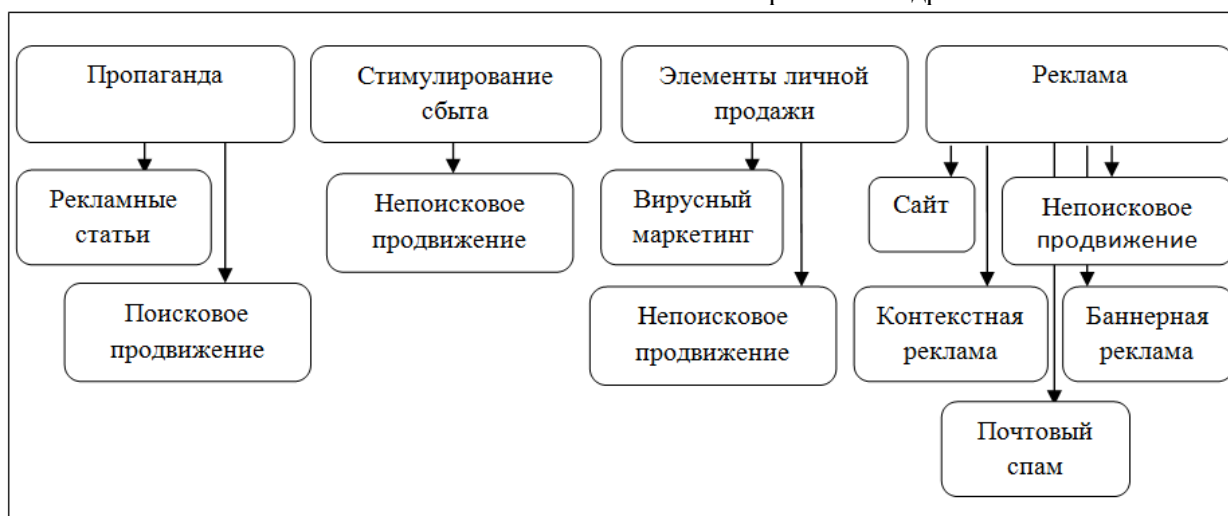 Пропаганда
Стимулирование
сбыта
Элементы личной
продажи
Реклама
Рекламные
статьи
Непоисковое
продвижение
Вирусный
маркетинг
Сайт
Непоисковое
продвижение
Поисковое
продвижение
Непоисковое
продвижение
Контекстная
реклама
Баннерная
реклама
Почтовый
спам